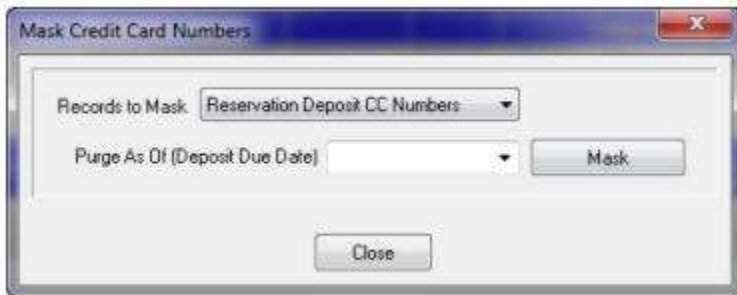 Mask Credit Card Numbers
Records to Mask Reservation Deposit CC Numbers
Purge As Of (Deposit Due Date) Mask
Close